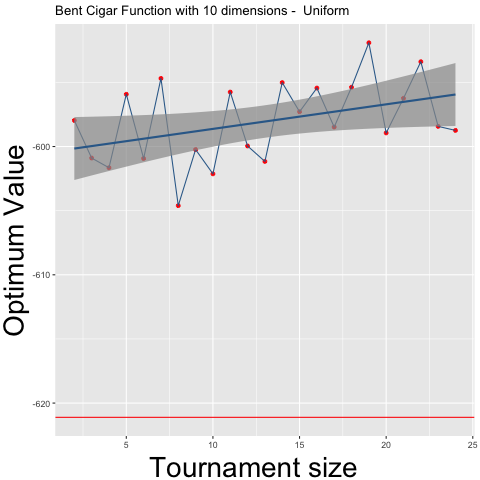 Bent Cigar Function with 10 dimensions - Uniform
Optimum Value
-600
-610
-620
5 10 15 20 25
Tournament size